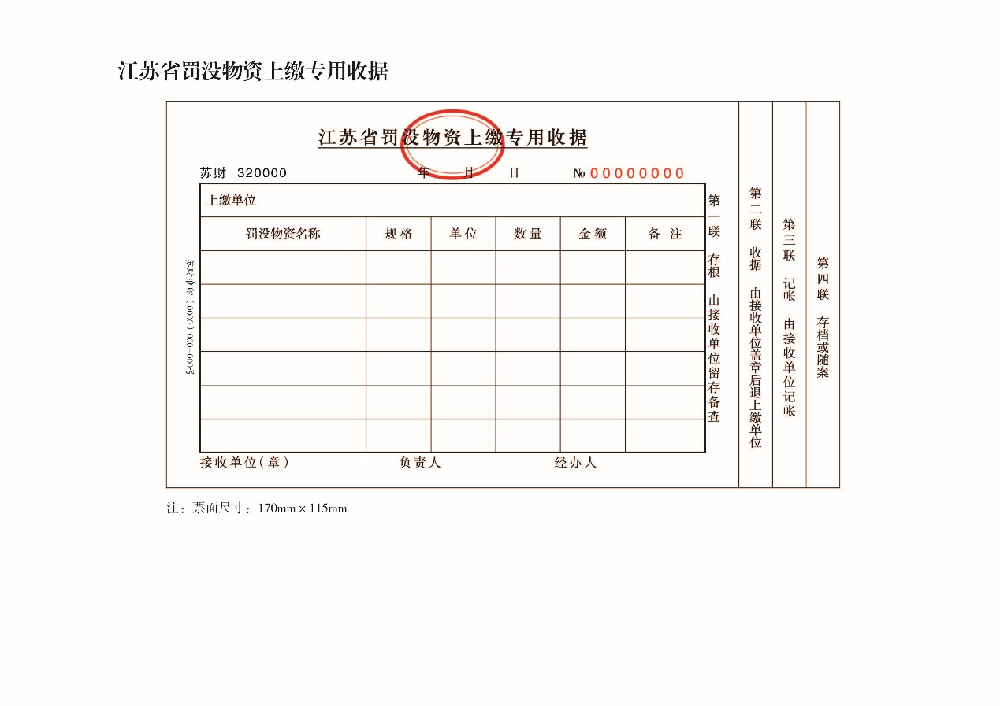 江苏省罚没物资上缴专用收据
江苏省罚没物资上缴专用收据
苏财 320000 年 月 日 № 00000000
上缴单位
罚没物资名称 规格 单位 数量 金额 备 注
接收单位(章) 负责人 经办人
苏财准印(0000)000-000号
第一联 存根 由接收单位留存备查
第二联 收据 由接收单位盖章后退上缴单位
第三联 记帐 由接收单位记帐
第四联 存档或随案
注：票面尺寸：170mm×115mm